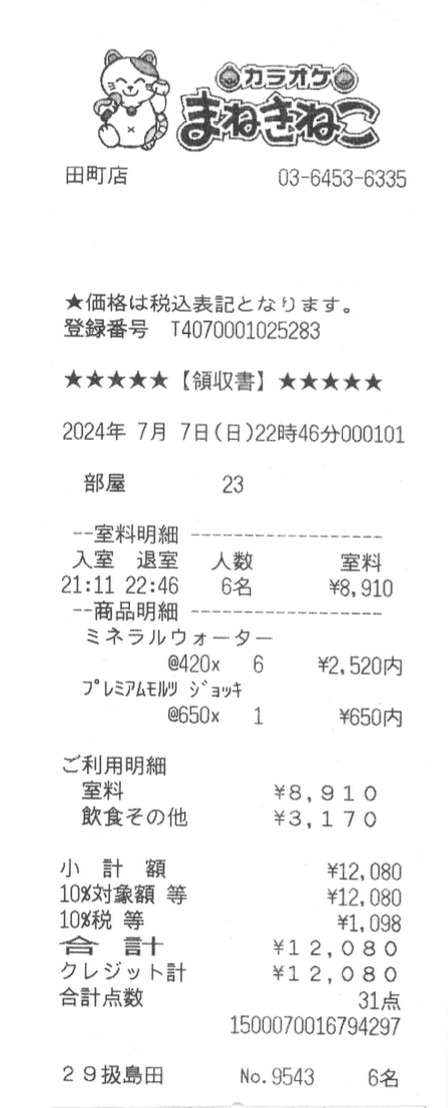 カラオケ
まねきねこ
田町店 03-6453-6335
★価格は税込表記となります。
登録番号 T4070001025283
★★★★★【領収書】★★★★★
2024年 7月 7日(日)22時46分000101
部屋 23
--室料明細 ------------------
入室 退室 人数 室料
21:11 22:46 6名 ¥8,910
--商品明細 ------------------
ミネラルウォーター
@420x 6 ¥2,520内
ﾌﾟﾚﾐｱﾑﾓﾙﾂ ｼﾞｮｯｷ
@650x 1 ¥650内
ご利用明細
室料 ¥8,910
飲食その他 ¥3,170
小 計 額 ¥12,080
10%対象額 等 ¥12,080
10%税 等 ¥1,098
合 計 ¥12,080
クレジット計 ¥12,080
合計点数 31点
1500070016794297
29扱島田 No.9543 6名